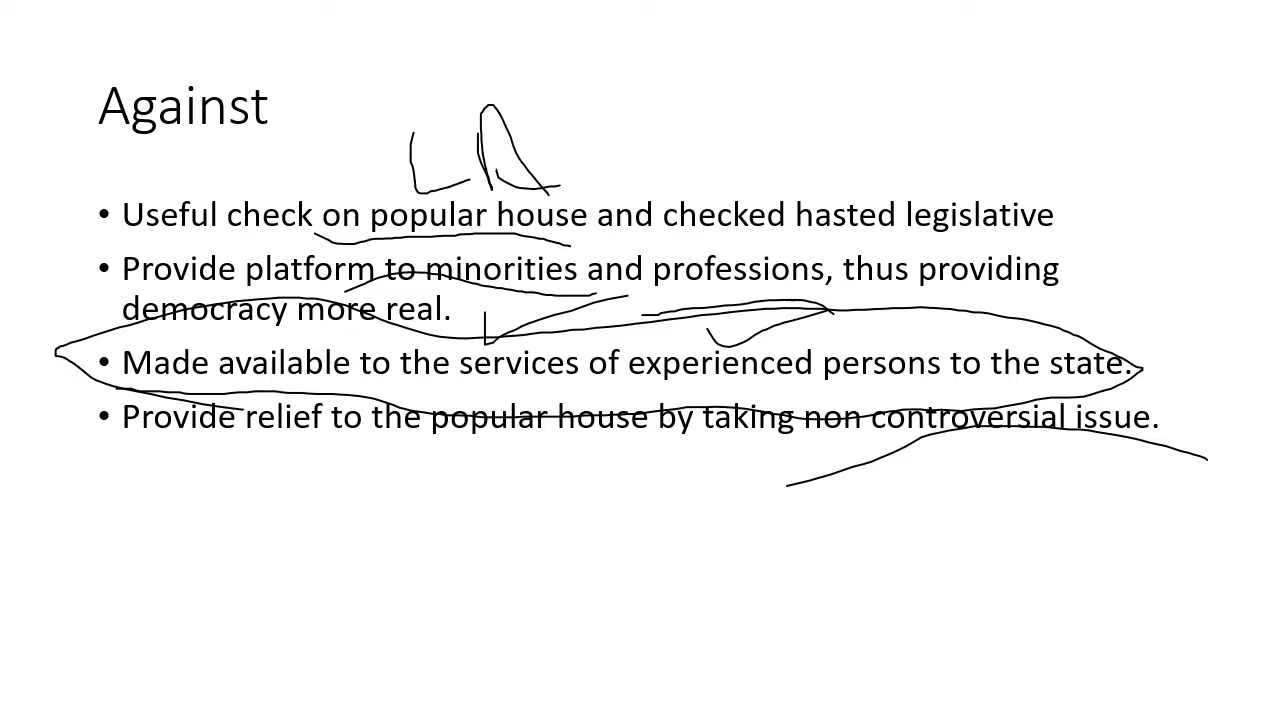 Against
LA
• Useful check on popular house and checked hasted legislative
• Provide platform to minorities and professions, thus providing
democracy more real.
• Made available to the services of experienced persons to the state.
• Provide relief to the popular house by taking non controversial issue.